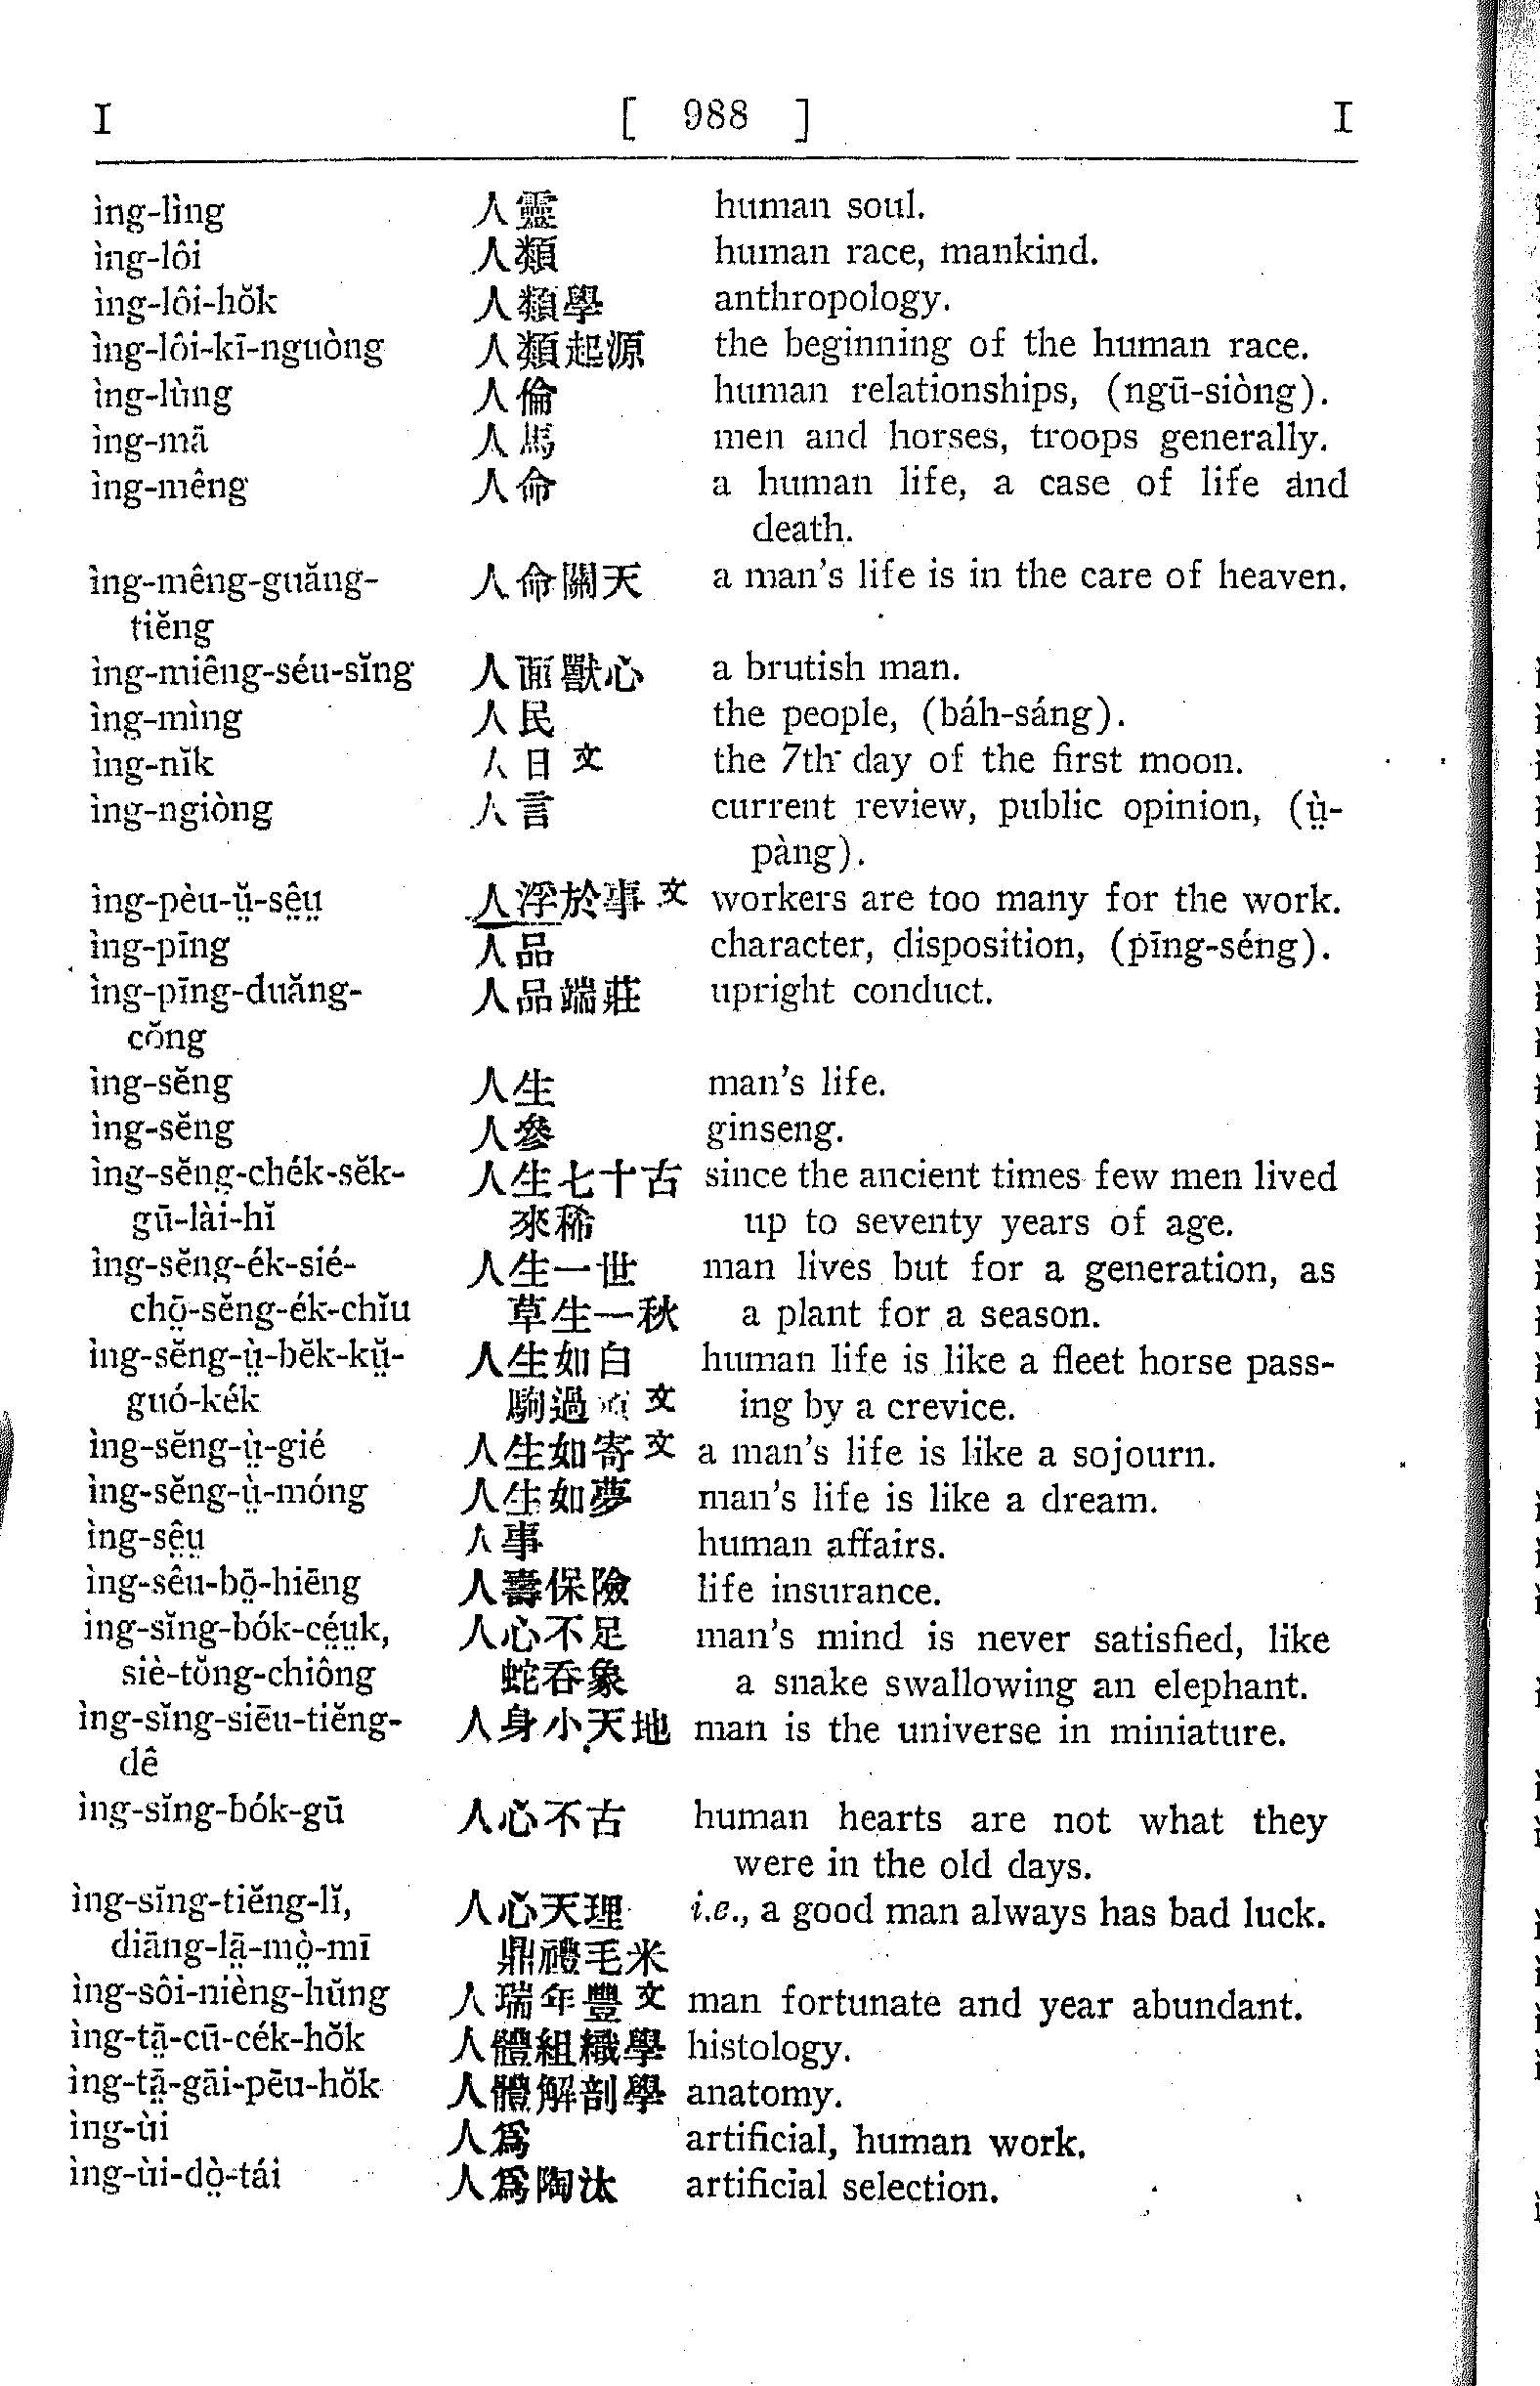 I [ 988 ] I
ìng-lìng 人靈 human soul.
ìng-lôi 人類 human race, mankind.
ìng-lôi-hŏk 人類學 anthropology.
ìng-lôi-kī-nguòng 人類起源 the beginning of the human race.
ìng-lùng 人倫 human relationships, (ngū-siòng).
ìng-mā 人馬 men and horses, troops generally.
ìng-mêng 人命 a human life, a case of life and
death.
ìng-mêng-guăng- 人命關天 a man's life is in the care of heaven.
tiĕng
ìng-miêng-séu-sĭng 人面獸心 a brutish man.
ìng-mìng 人民 the people, (báh-sáng).
ìng-nĭk 人日文 the 7th day of the first moon.
ìng-ngiòng 人言 current review, public opinion, (ṳ̀-
pàng).
ìng-pèu-ṳ̆-sêṳ 人浮於事文 workers are too many for the work.
ìng-pīng 人品 character, disposition, (pīng-séng).
ìng-pīng-duăng- 人品端莊 upright conduct.
cŏng
ìng-sĕng 人生 man's life.
ìng-sĕng 人參 ginseng.
ìng-sĕng-chék-sĕk- 人生七十古 since the ancient times few men lived
gū-lài-hĭ 來稀 up to seventy years of age.
ìng-sĕng-ék-sié- 人生一世 man lives but for a generation, as
chō̤-sĕng-ék-chĭu 草生一秋 a plant for a season.
ìng-sĕng-ṳ̀-bĕk-kṳ̆- 人生如白 human life is like a fleet horse pass-
guó-kék 駒過文 ing by a crevice.
ìng-sĕng-ṳ̀-gié 人生如寄文 a man's life is like a sojourn.
ìng-sĕng-ṳ̀-móng 人生如夢 man's life is like a dream.
ìng-sêṳ 人事 human affairs.
ìng-sêu-bō̤-hiēng 人壽保險 life insurance.
ìng-sĭng-bók-céṳk, 人心不足 man's mind is never satisfied, like
siè-tŏng-chiông 蛇吞象 a snake swallowing an elephant.
ìng-sĭng-siēu-tiĕng- 人身小天地 man is the universe in miniature.
dê
ìng-sĭng-bók-gū 人心不古 human hearts are not what they
were in the old days.
ìng-sĭng-tiĕng-lĭ, 人心天理 i.e., a good man always has bad luck.
diāng-lā̤-mò̤-mī 鼎禮毛米
ìng-sôi-nièng-hŭng 人瑞年豐文 man fortunate and year abundant.
ìng-tā̤-cū-cék-hŏk 人體組織學 histology.
ìng-tā̤-gāi-pēu-hŏk 人體解剖學 anatomy.
ìng-ùi 人爲 artificial, human work.
ìng-ùi-dò̤-tái 人爲陶汰 artificial selection.